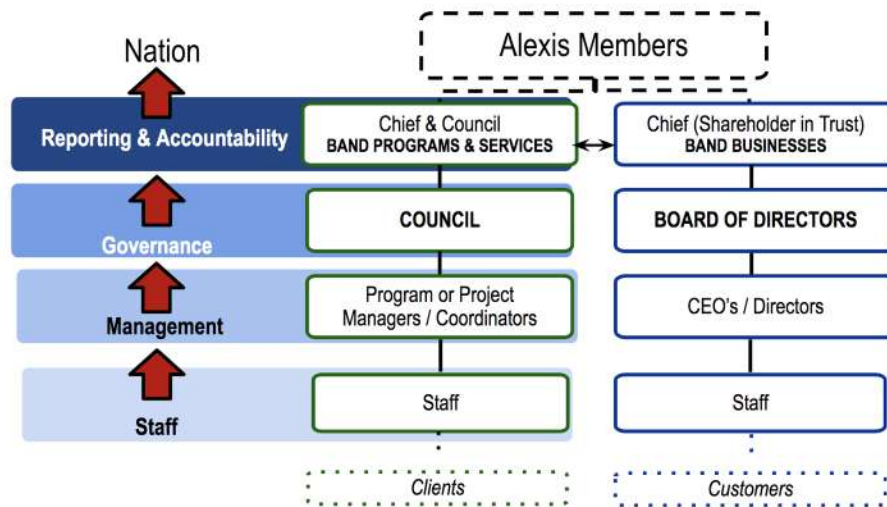 Nation
Alexis Members
Reporting & Accountability
Chief & Council
BAND PROGRAMS & SERVICES
Chief (Shareholder in Trust)
BAND BUSINESSES
Governance
COUNCIL
BOARD OF DIRECTORS
Management
Program or Project
Managers / Coordinators
CEO's / Directors
Staff
Staff
Staff
Clients
Customers